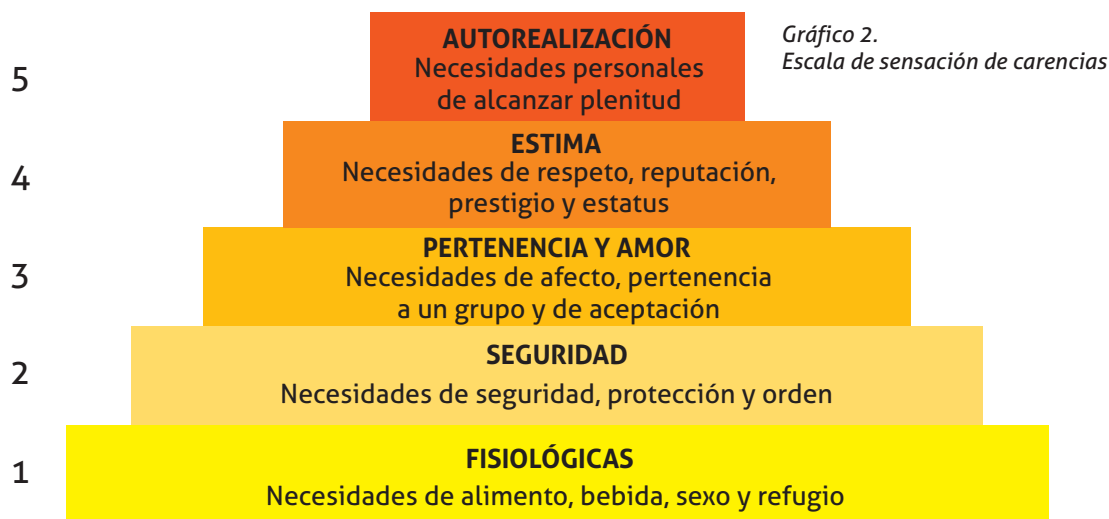 5
AUTOREALIZACIÓN
Necesidades personales
de alcanzar plenitud
Gráfico 2.
Escala de sensación de carencias
4
ESTIMA
Necesidades de respeto, reputación,
prestigio y estatus
3
PERTENENCIA Y AMOR
Necesidades de afecto, pertenencia
a un grupo y de aceptación
2
SEGURIDAD
Necesidades de seguridad, protección y orden
1
FISIOLÓGICAS
Necesidades de alimento, bebida, sexo y refugio